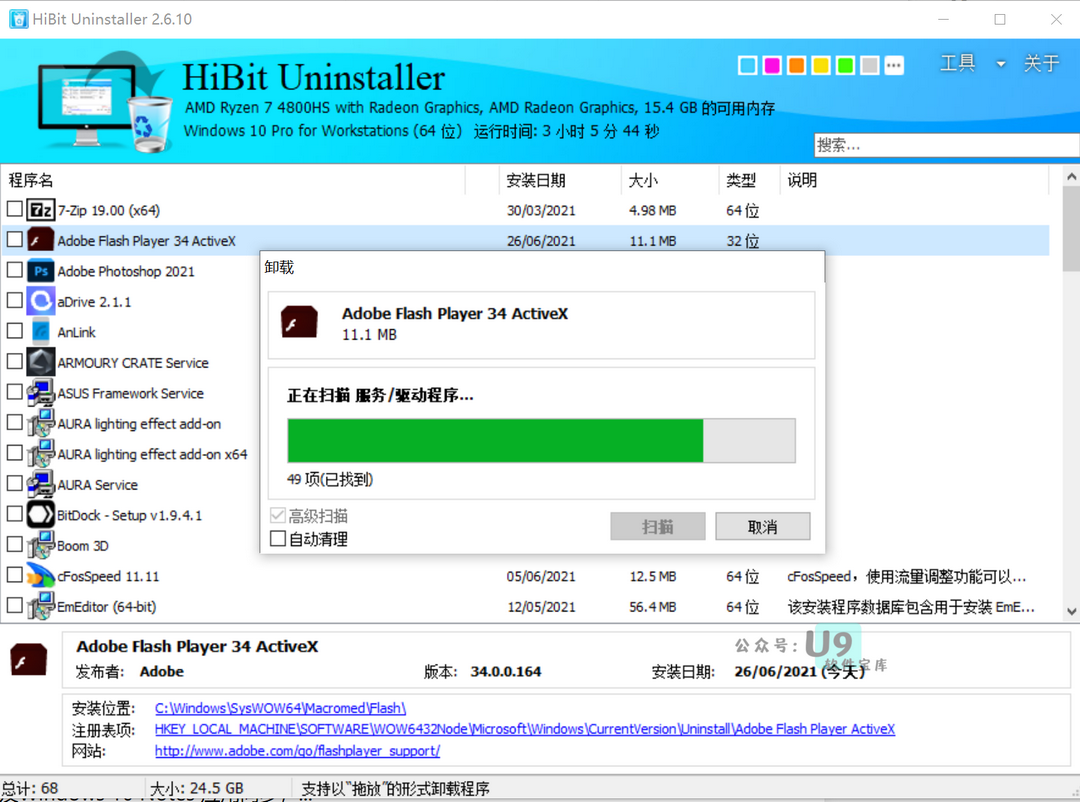 HiBit Uninstaller 2.6.10
HiBit Uninstaller
AMD Ryzen 7 4800HS with Radeon Graphics, AMD Radeon Graphics, 15.4 GB 的可用内存
Windows 10 Pro for Workstations (64 位) 运行时间: 3 小时 5 分 44 秒
工具 关于
搜索...
程序名 安装日期 大小 类型 说明
7-Zip 19.00 (x64) 30/03/2021 4.98 MB 64 位
Adobe Flash Player 34 ActiveX 26/06/2021 11.1 MB 32 位
Adobe Photoshop 2021
aDrive 2.1.1
AnLink
ARMOURY CRATE Service
ASUS Framework Service
AURA lighting effect add-on
AURA lighting effect add-on x64
AURA Service
BitDock - Setup v1.9.4.1
Boom 3D
cFosSpeed 11.11 05/06/2021 12.5 MB 64 位 cFosSpeed，使用流量调整功能可以...
EmEditor (64-bit) 12/05/2021 56.4 MB 64 位 该安装程序数据库包含用于安装 EmE...
卸载
Adobe Flash Player 34 ActiveX
11.1 MB
正在扫描 服务/驱动程序...
49 项(已找到)
高级扫描
自动清理
扫描 取消
Adobe Flash Player 34 ActiveX
发布者: Adobe 版本: 34.0.0.164 安装日期: 26/06/2021 (今天)
公众号: U9
软件宝库
安装位置: C:\Windows\SysWOW64\Macromed\Flash\
注册表项: HKEY_LOCAL_MACHINE\SOFTWARE\WOW6432Node\Microsoft\Windows\CurrentVersion\Uninstall\Adobe Flash Player ActiveX
网站: http://www.adobe.com/go/flashplayer_support/
总计: 68 大小: 24.5 GB 支持以“拖放”的形式卸载程序